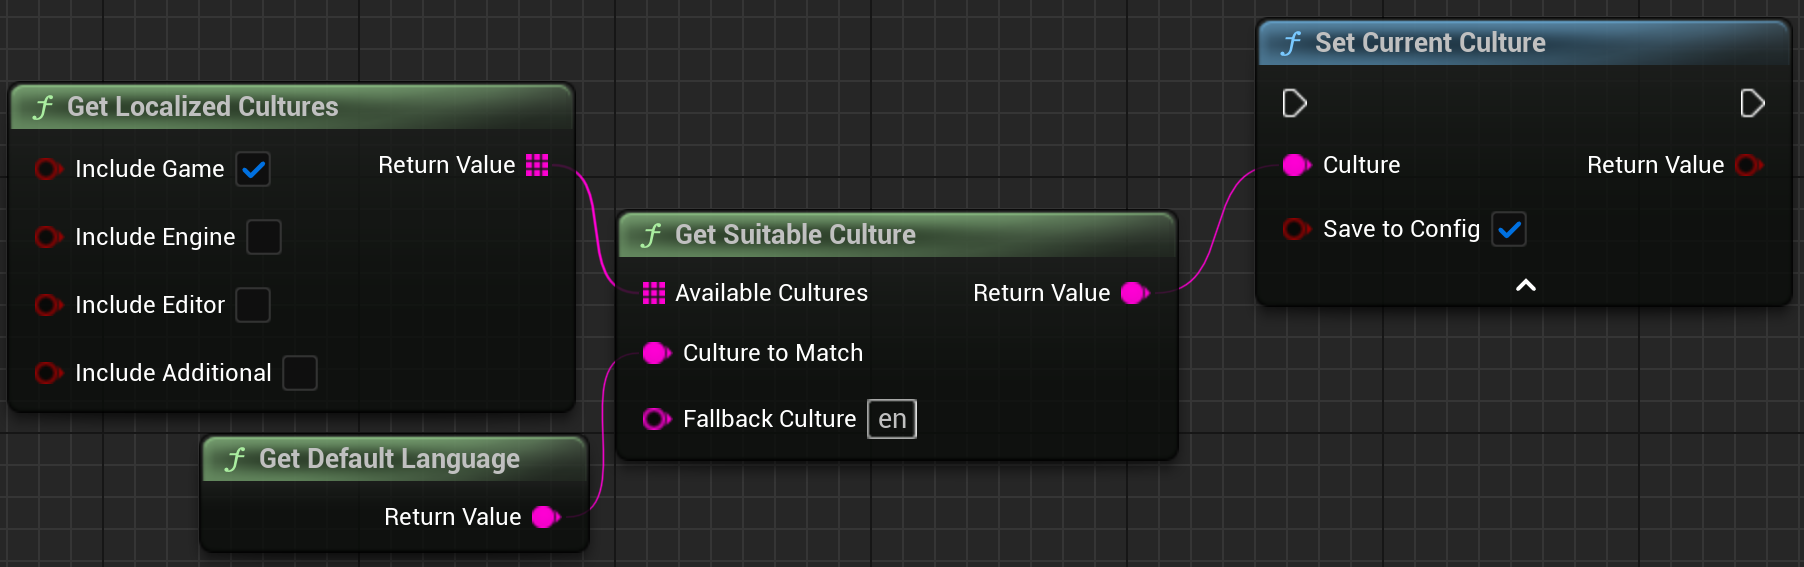 Get Localized Cultures
Include Game
Return Value
Include Engine
Include Editor
Include Additional
Get Default Language
Return Value
Get Suitable Culture
Available Cultures
Return Value
Culture to Match
Fallback Culture en
Set Current Culture
Culture
Return Value
Save to Config